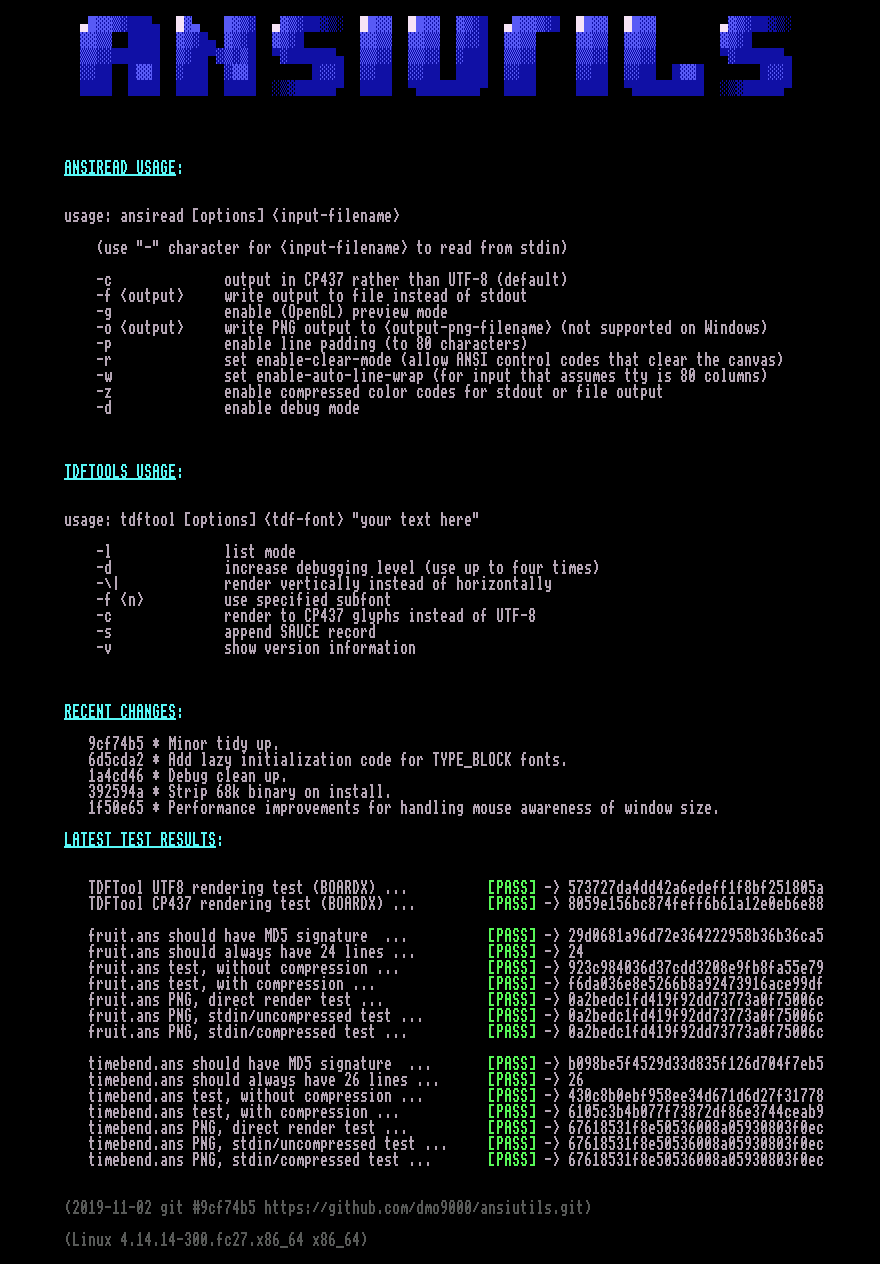 ANSIUTILS
ANSIREAD USAGE:
usage: ansiread [options] <input-filename>
(use "-" character for <input-filename> to read from stdin)
-c output in CP437 rather than UTF-8 (default)
-f <output> write output to file instead of stdout
-g enable (OpenGL) preview mode
-o <output> write PNG output to <output-png-filename> (not supported on Windows)
-p enable line padding (to 80 characters)
-r set enable-clear-mode (allow ANSI control codes that clear the canvas)
-w set enable-auto-line-wrap (for input that assumes tty is 80 columns)
-z enable compressed color codes for stdout or file output
-d enable debug mode
TDFTOOLS USAGE:
usage: tdftool [options] <tdf-font> "your text here"
-l list mode
-d increase debugging level (use up to four times)
-\| render vertically instead of horizontally
-f <n> use specified subfont
-c render to CP437 glyphs instead of UTF-8
-s append SAUCE record
-v show version information
RECENT CHANGES:
9cf74b5 * Minor tidy up.
6d5cda2 * Add lazy initialization code for TYPE_BLOCK fonts.
1a4cd46 * Debug clean up.
392594a * Strip 68k binary on install.
1f50e65 * Performance improvements for handling mouse awareness of window size.
LATEST TEST RESULTS:
TDFTool UTF8 rendering test (BOARDX) ... [PASS] -> 573727da4dd42a6edeff1f8bf251805a
TDFTool CP437 rendering test (BOARDX) ... [PASS] -> 8059e156bc874feff6b61a12e0eb6e88
fruit.ans should have MD5 signature ... [PASS] -> 29d0681a96d72e364222958b36b36ca5
fruit.ans should always have 24 lines ... [PASS] -> 24
fruit.ans test, without compression ... [PASS] -> 923c984036d37cdd3208e9fb8fa55e79
fruit.ans test, with compression ... [PASS] -> f6da036e8e5266b8a92473916ace99df
fruit.ans PNG, direct render test ... [PASS] -> 0a2bedc1fd419f92dd73773a0f75006c
fruit.ans PNG, stdin/uncompressed test ... [PASS] -> 0a2bedc1fd419f92dd73773a0f75006c
fruit.ans PNG, stdin/compressed test ... [PASS] -> 0a2bedc1fd419f92dd73773a0f75006c
timebend.ans should have MD5 signature ... [PASS] -> b098be5f4529d33d835f126d704f7eb5
timebend.ans should always have 26 lines ... [PASS] -> 26
timebend.ans test, without compression ... [PASS] -> 430c8b0ebf958ee34d671d6d27f31778
timebend.ans test, with compression ... [PASS] -> 6105c3b4b077f73872df86e3744ceab9
timebend.ans PNG, direct render test ... [PASS] -> 67618531f8e50536008a05930803f0ec
timebend.ans PNG, stdin/uncompressed test ... [PASS] -> 67618531f8e50536008a05930803f0ec
timebend.ans PNG, stdin/compressed test ... [PASS] -> 67618531f8e50536008a05930803f0ec
(2019-11-02 git #9cf74b5 https://github.com/dmo9000/ansiutils.git)
(Linux 4.14.14-300.fc27.x86_64 x86_64)